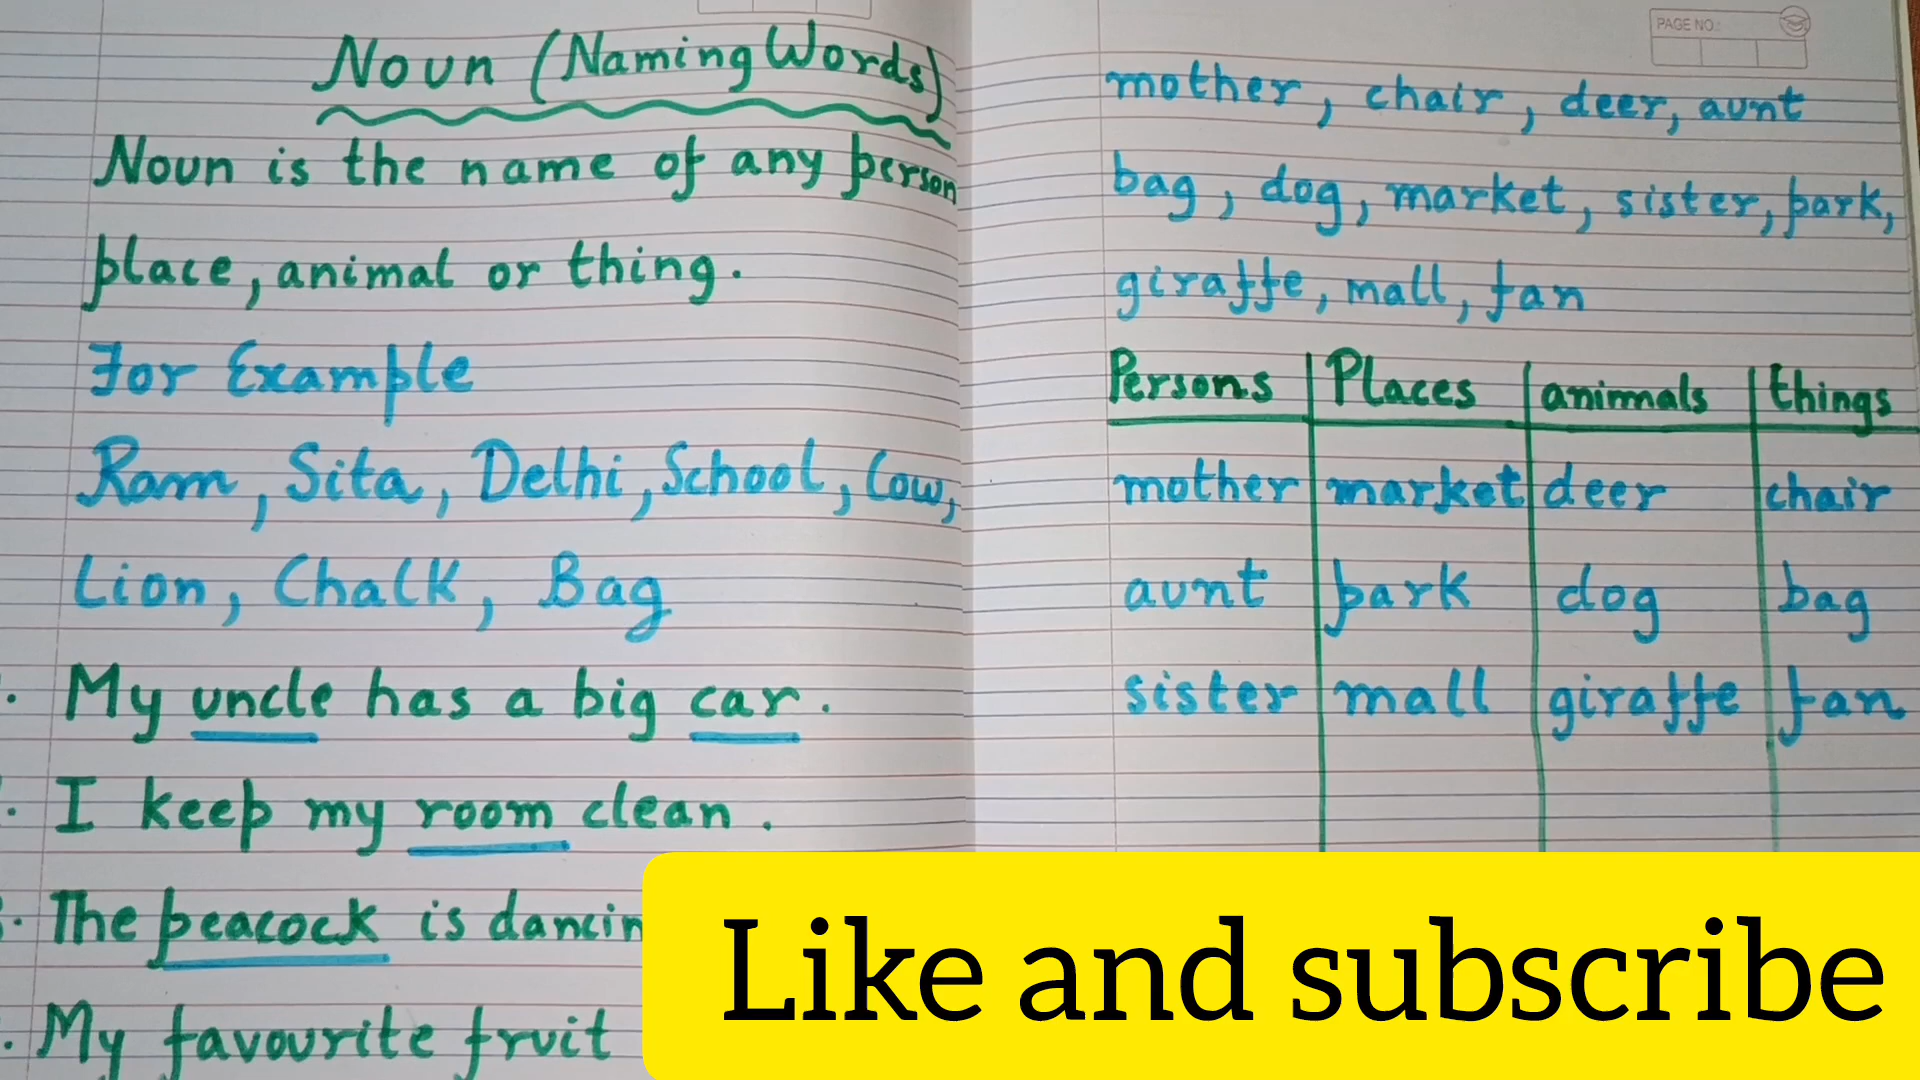 Noun (Naming Words)
Noun is the name of any person
place, animal or thing.
For Example
Ram, Sita, Delhi, School, Cow,
Lion, Chalk, Bag
. My uncle has a big car.
. I keep my room clean.
. The peacock is dancin
. My favourite fruit
PAGE NO.:
mother, chair, deer, aunt
bag, dog, market, sister, park,
giraffe, mall, fan
Persons Places animals things
mother market deer chair
aunt park dog bag
sister mall giraffe fan
Like and subscribe